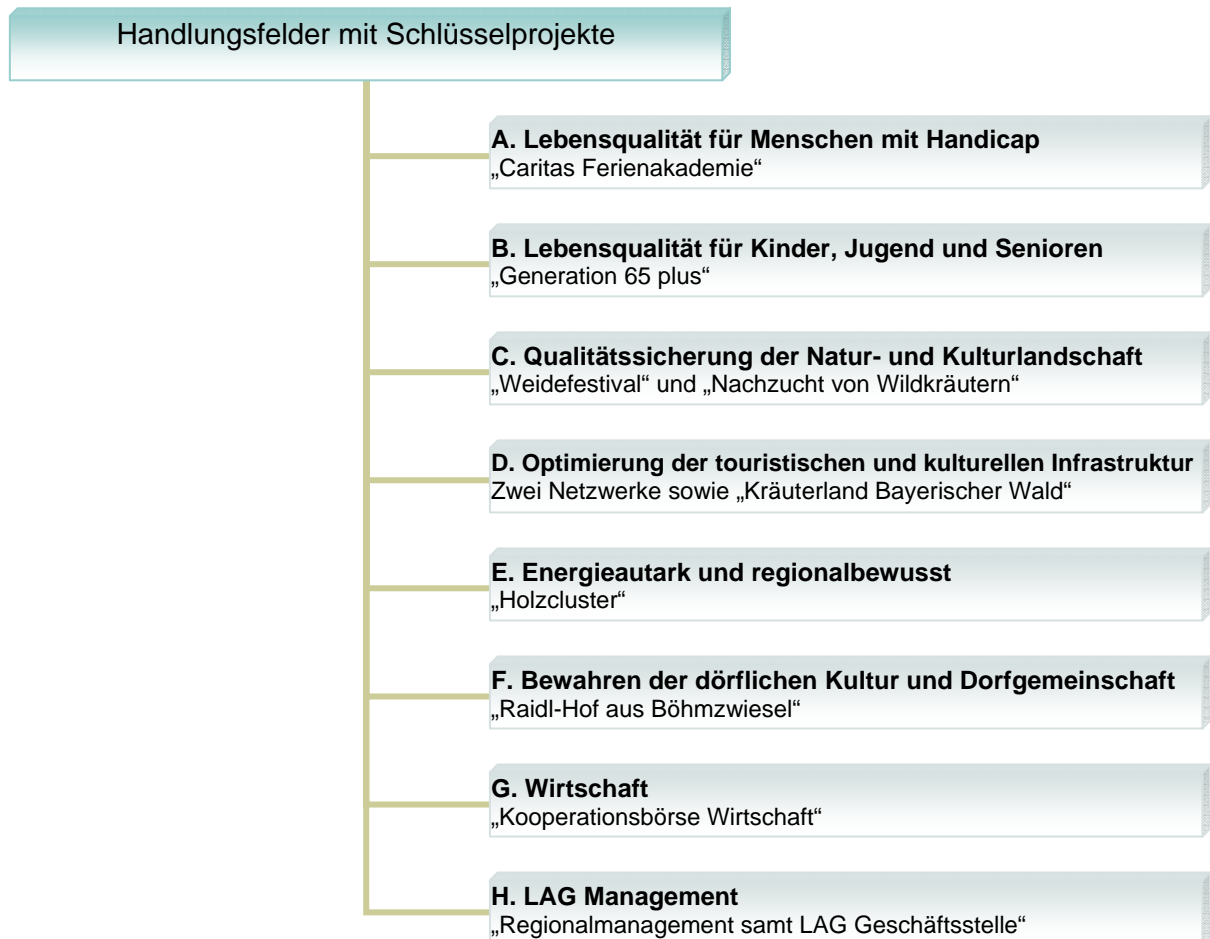 Handlungsfelder mit Schlüsselprojekte
A. Lebensqualität für Menschen mit Handicap
„Caritas Ferienakademie“
B. Lebensqualität für Kinder, Jugend und Senioren
„Generation 65 plus“
C. Qualitätssicherung der Natur- und Kulturlandschaft
„Weidefestival“ und „Nachzucht von Wildkräutern“
D. Optimierung der touristischen und kulturellen Infrastruktur
Zwei Netzwerke sowie „Kräuterland Bayerischer Wald“
E. Energieautark und regionalbewusst
„Holzcluster“
F. Bewahren der dörflichen Kultur und Dorfgemeinschaft
„Raidl-Hof aus Böhmzwiesel“
G. Wirtschaft
„Kooperationsbörse Wirtschaft“
H. LAG Management
„Regionalmanagement samt LAG Geschäftsstelle“